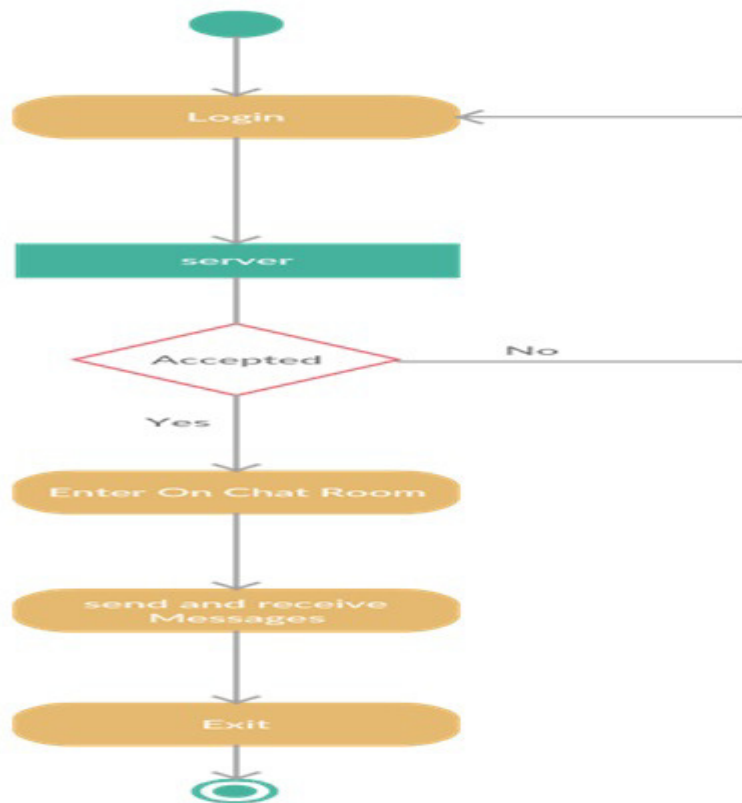 Login
server
Accepted
No
Yes
Enter On Chat Room
send and receive
Messages
Exit